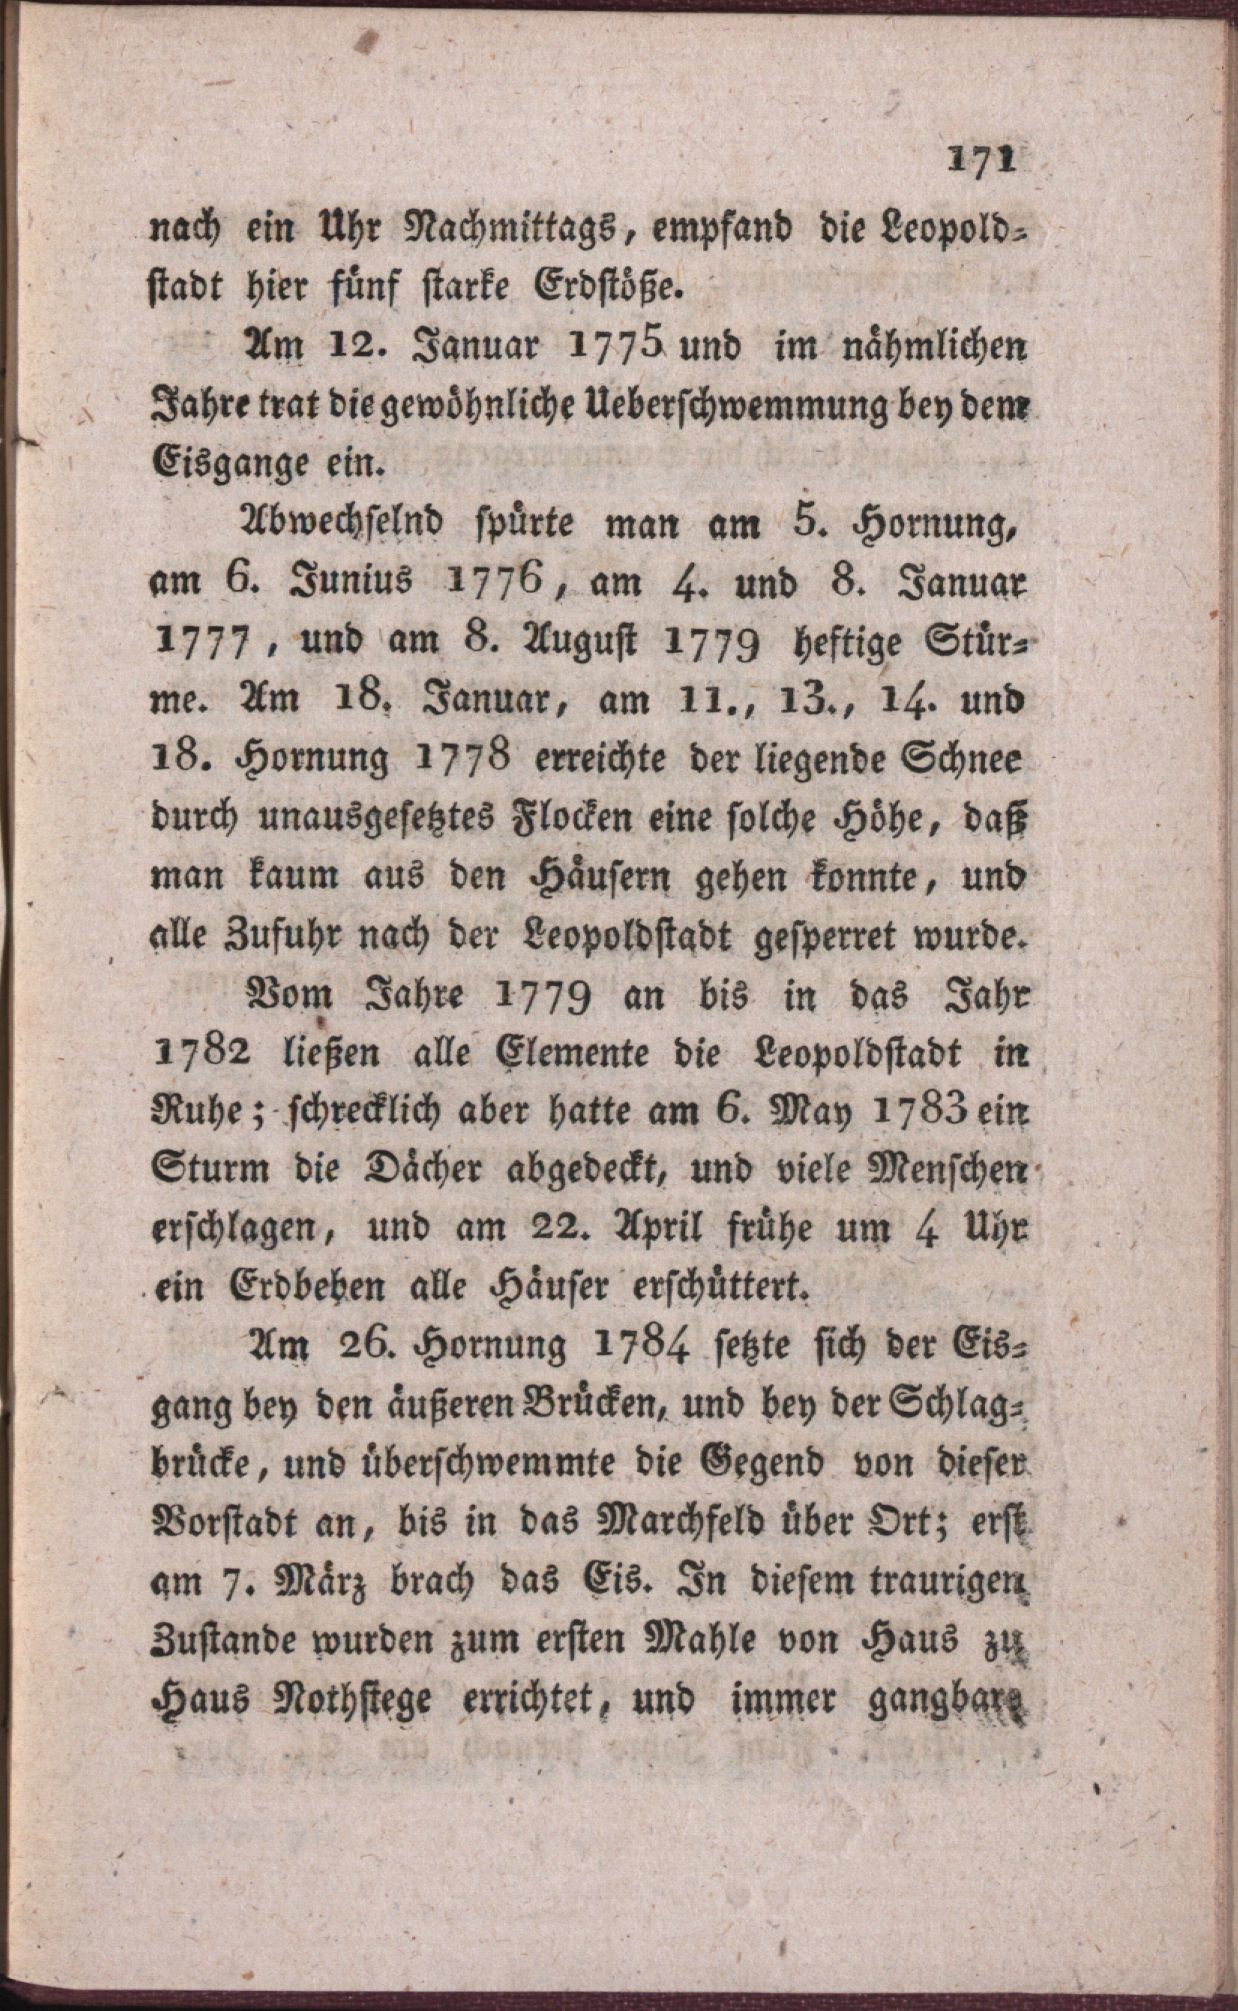 171
nach ein Uhr Nachmittags, empfand die Leopold-
stadt hier fünf starke Erdstöße.
Am 12. Januar 1775 und im nähmlichen
Jahre trat die gewöhnliche Ueberschwemmung bey dem
Eisgange ein.
Abwechselnd spürte man am 5. Hornung,
am 6. Junius 1776, am 4. und 8. Januar
1777, und am 8. August 1779 heftige Stür-
me. Am 18. Januar, am 11., 13., 14. und
18. Hornung 1778 erreichte der liegende Schnee
durch unausgesetztes Flocken eine solche Höhe, daß
man kaum aus den Häusern gehen konnte, und
alle Zufuhr nach der Leopoldstadt gesperret wurde.
Vom Jahre 1779 an bis in das Jahr
1782 ließen alle Elemente die Leopoldstadt in
Ruhe; schrecklich aber hatte am 6. May 1783 ein
Sturm die Dächer abgedeckt, und viele Menschen
erschlagen, und am 22. April frühe um 4 Uhr
ein Erdbeben alle Häuser erschüttert.
Am 26. Hornung 1784 setzte sich der Eis-
gang bey den äußeren Brücken, und bey der Schlag-
brücke, und überschwemmte die Gegend von dieser
Vorstadt an, bis in das Marchfeld über Ort; erst
am 7. März brach das Eis. In diesem traurigen
Zustande wurden zum ersten Mahle von Haus zu
Haus Nothstege errichtet, und immer gangbare